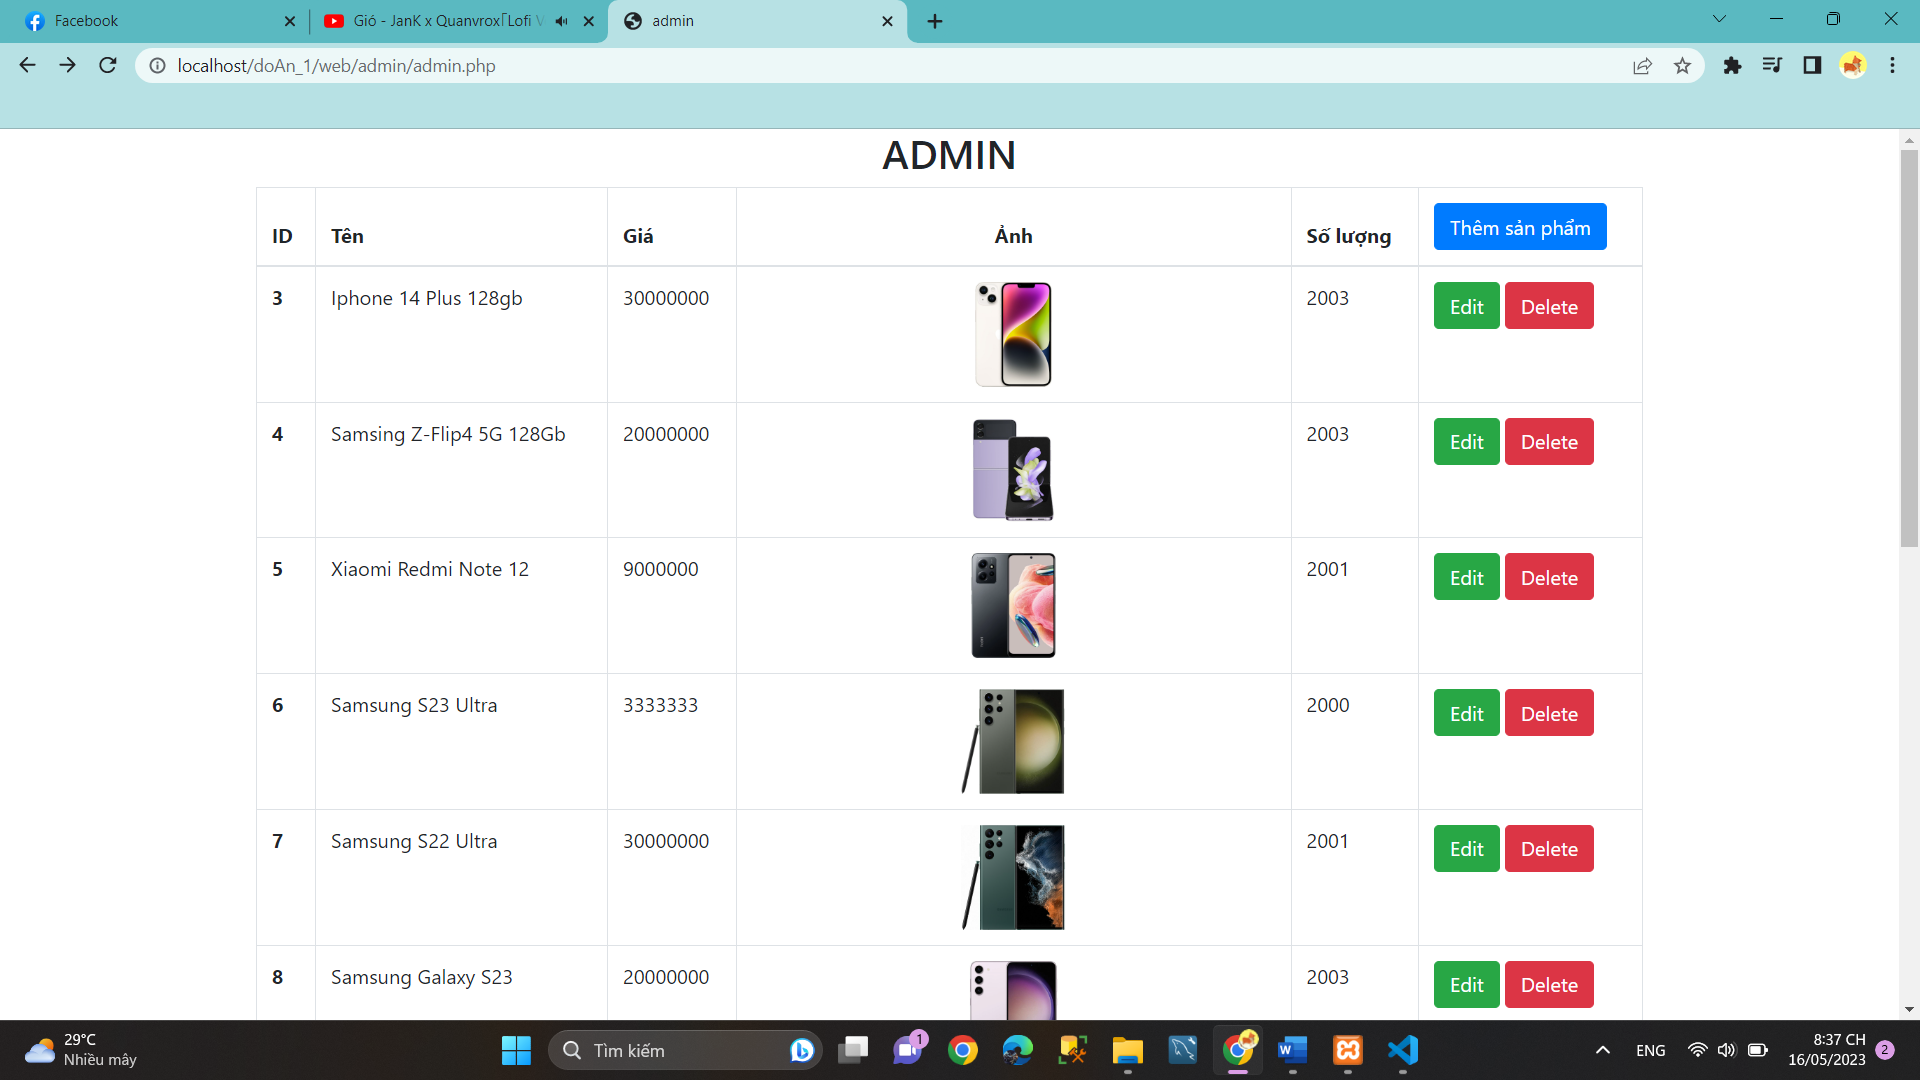 Facebook
Gió - JanK x Quanvrox「Lofi V
admin
localhost/doAn_1/web/admin/admin.php
ADMIN
ID Tên Giá Ảnh Số lượng Thêm sản phẩm
3 Iphone 14 Plus 128gb 30000000 2003 Edit Delete
4 Samsing Z-Flip4 5G 128Gb 20000000 2003 Edit Delete
5 Xiaomi Redmi Note 12 9000000 2001 Edit Delete
6 Samsung S23 Ultra 3333333 2000 Edit Delete
7 Samsung S22 Ultra 30000000 2001 Edit Delete
8 Samsung Galaxy S23 20000000 2003 Edit Delete
29°C
Nhiều mây
Tìm kiếm
1
ENG
8:37 CH
16/05/2023
2